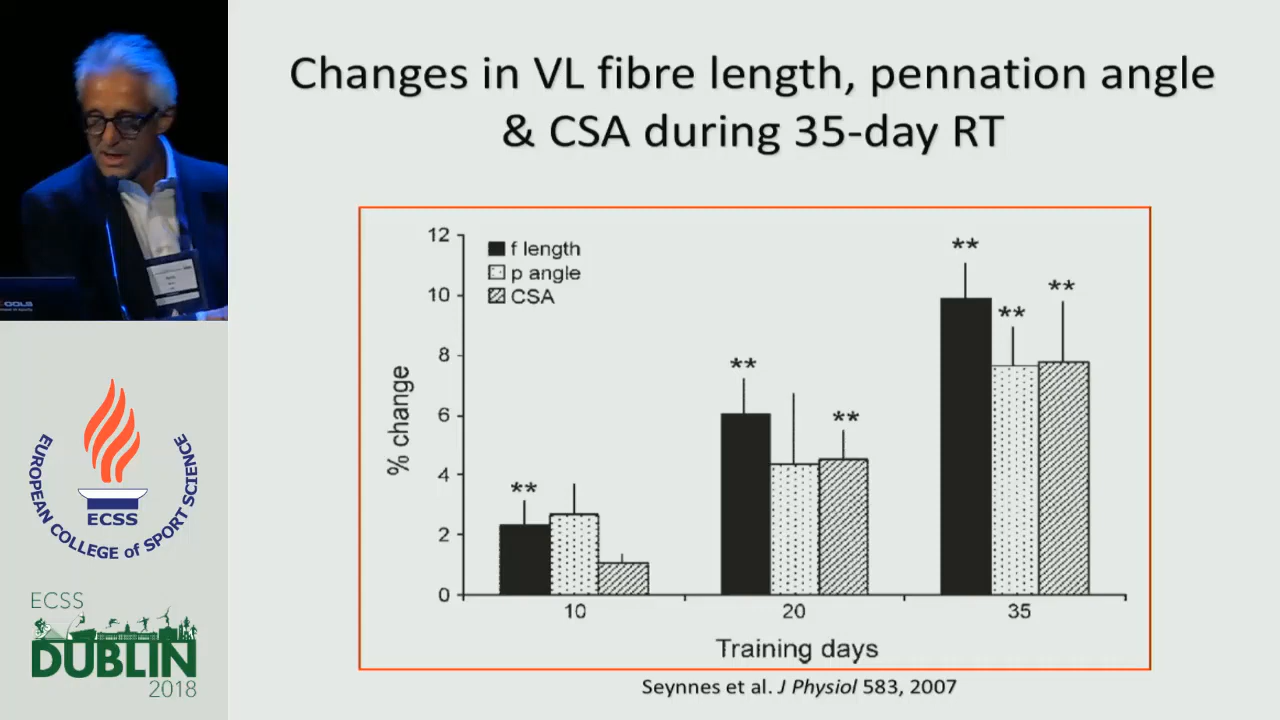 Changes in VL fibre length, pennation angle
& CSA during 35-day RT
12
10
8
6
4
2
0
% change
f length
p angle
CSA
**
**
**
**
**
**
10
20
35
Training days
Seynnes et al. J Physiol 583, 2007
EUROPEAN COLLEGE of SPORT SCIENCE
ECSS
ECSS
DUBLIN
2018